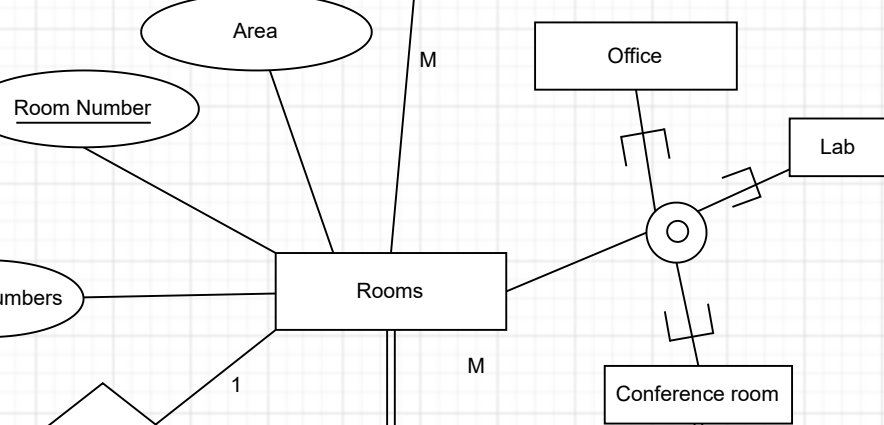 Area
M
Office
Room Number
Lab
Rooms
umbers
M
1
Conference room